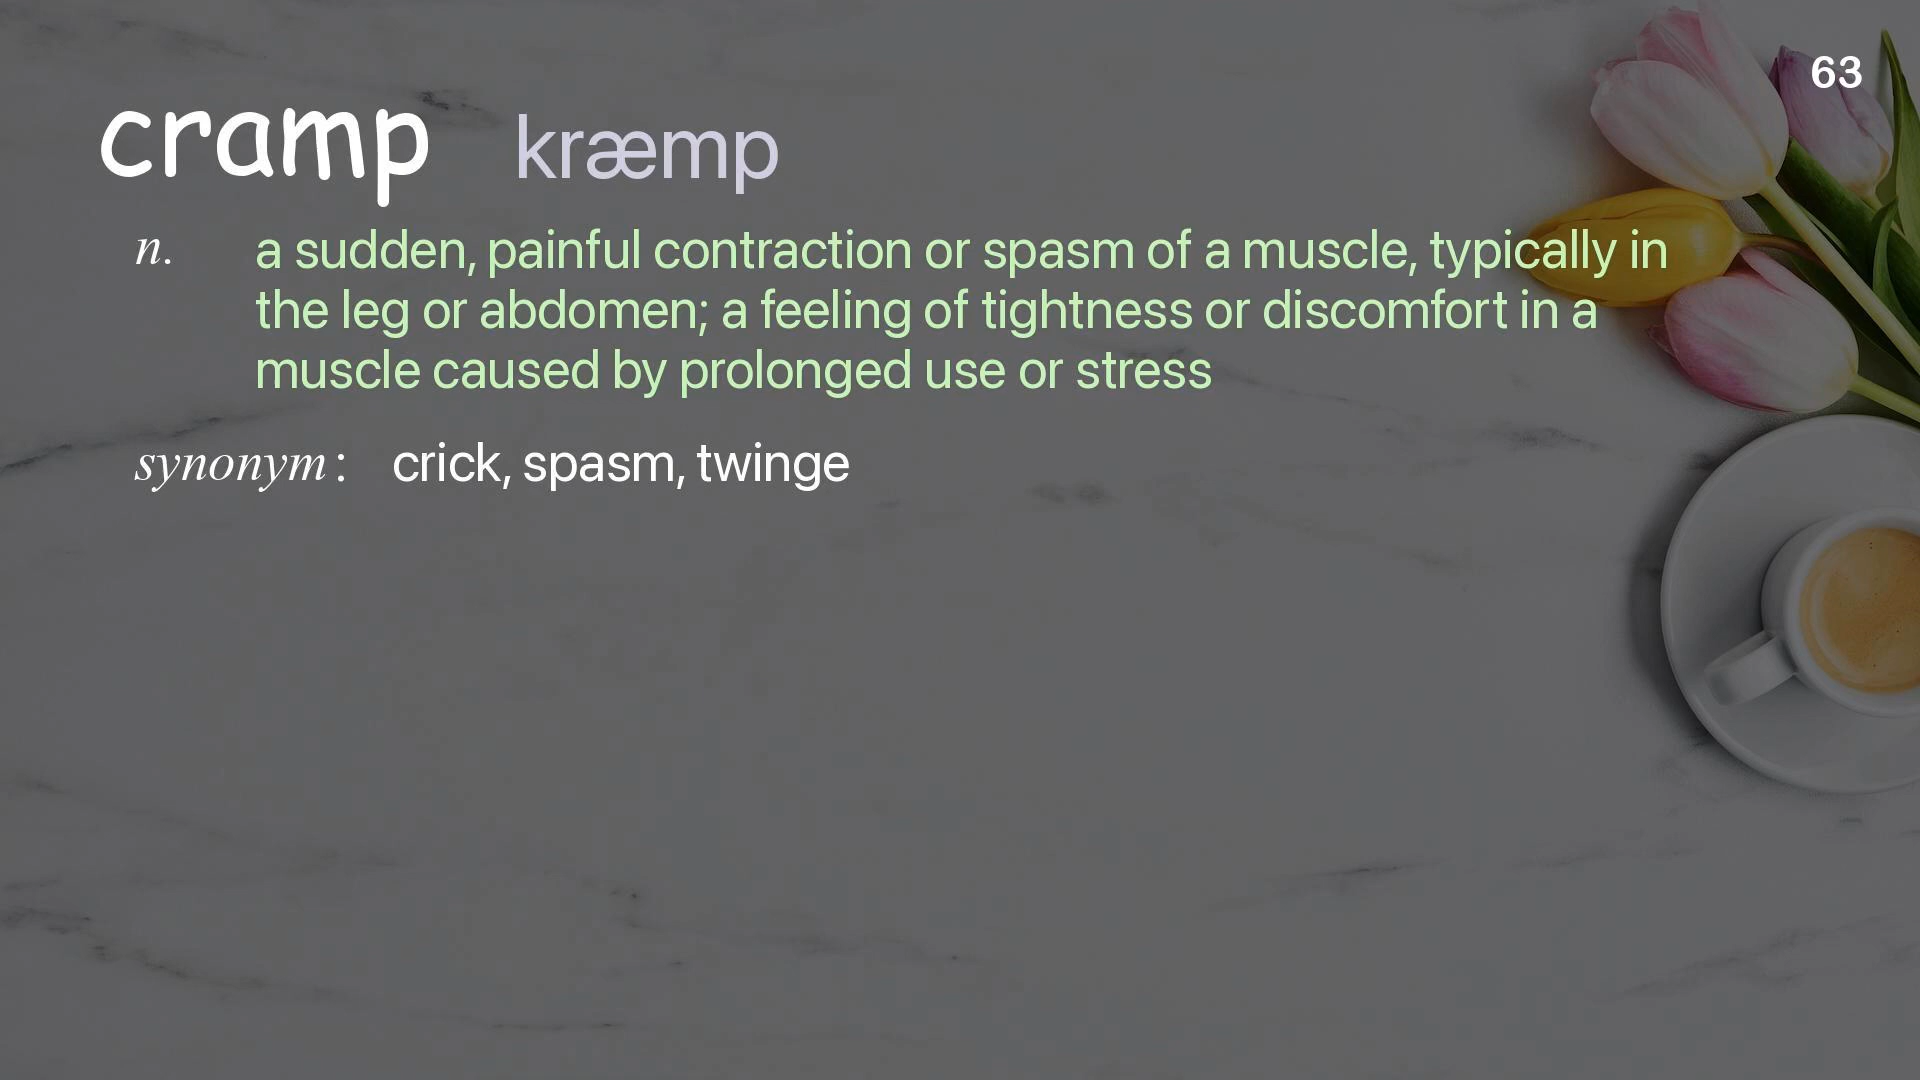 63
cramp kræmp
n. a sudden, painful contraction or spasm of a muscle, typically in
the leg or abdomen; a feeling of tightness or discomfort in a
muscle caused by prolonged use or stress
synonym: crick, spasm, twinge